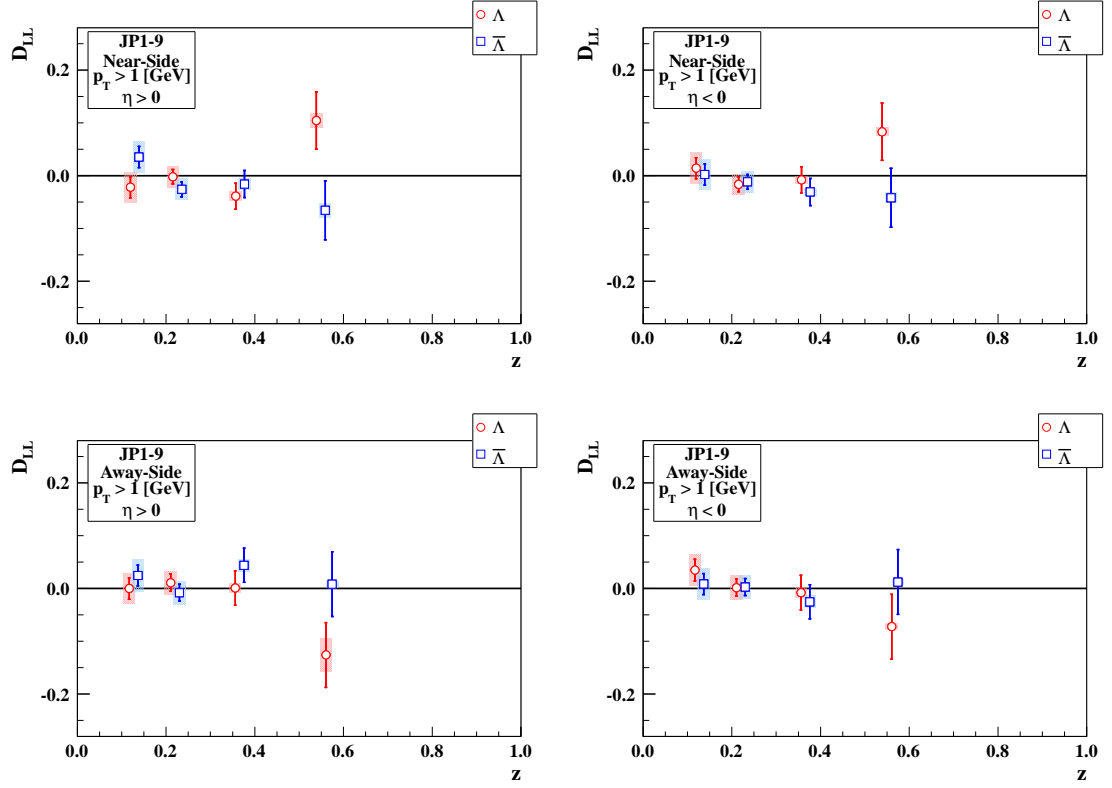 D_LL
JP1-9
Near-Side
p_T > 1 [GeV]
η > 0
Λ
Λ̅
0.2
0.0
-0.2
0.0 0.2 0.4 0.6 0.8 1.0
z
D_LL
JP1-9
Near-Side
p_T > 1 [GeV]
η < 0
Λ
Λ̅
0.2
0.0
-0.2
0.0 0.2 0.4 0.6 0.8 1.0
z
D_LL
JP1-9
Away-Side
p_T > 1 [GeV]
η > 0
Λ
Λ̅
0.2
0.0
-0.2
0.0 0.2 0.4 0.6 0.8 1.0
z
D_LL
JP1-9
Away-Side
p_T > 1 [GeV]
η < 0
Λ
Λ̅
0.2
0.0
-0.2
0.0 0.2 0.4 0.6 0.8 1.0
z